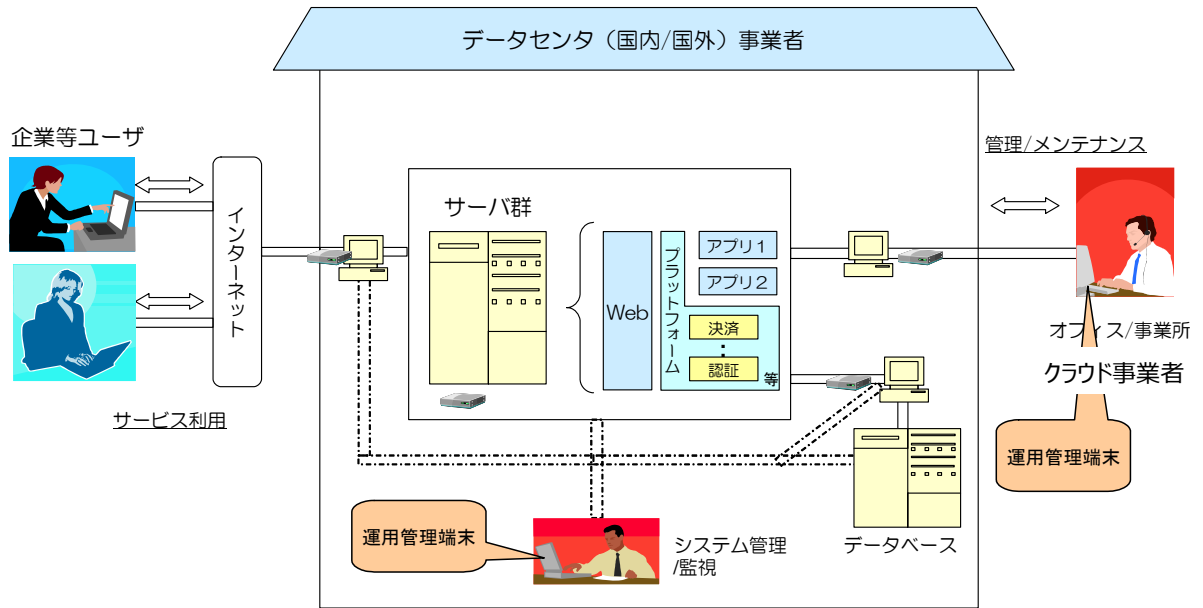 データセンタ（国内/国外）事業者
企業等ユーザ
インターネット
サービス利用
サーバ群
Web
プラットフォーム
アプリ１
アプリ２
決済
：
認証
等
管理/メンテナンス
オフィス/事業所
クラウド事業者
運用管理端末
運用管理端末
システム管理
/監視
データベース